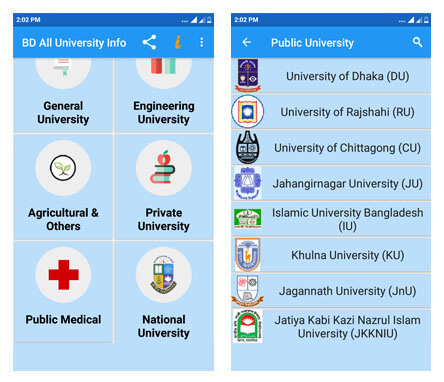 2:02 PM
BD All University Info
General
University
Engineering
University
Agricultural &
Others
Private
University
Public Medical
National
University
2:02 PM
Public University
University of Dhaka (DU)
University of Rajshahi (RU)
University of Chittagong (CU)
Jahangirnagar University (JU)
Islamic University Bangladesh
(IU)
Khulna University (KU)
Jagannath University (JnU)
Jatiya Kabi Kazi Nazrul Islam
University (JKKNIU)